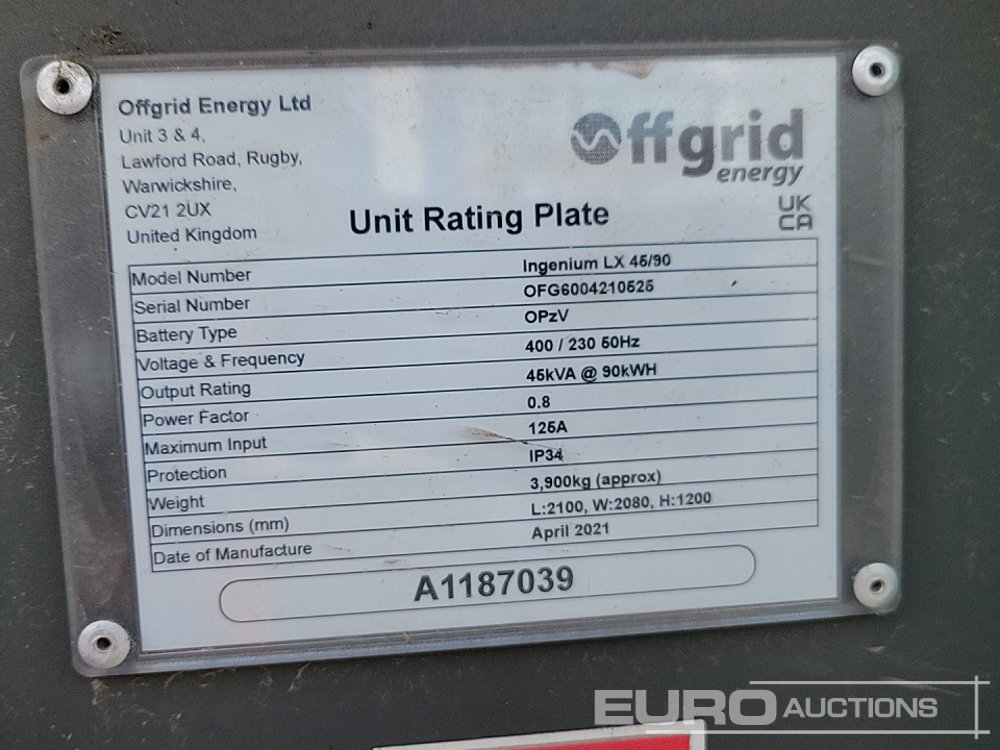 Offgrid Energy Ltd
Unit 3 & 4,
Lawford Road, Rugby,
Warwickshire,
CV21 2UX
United Kingdom
Offgrid
energy
UK
CA
Unit Rating Plate
Model Number Ingenium LX 45/90
Serial Number OFG6004210525
Battery Type OPzV
Voltage & Frequency 400 / 230 50Hz
Output Rating 45kVA @ 90kWH
Power Factor 0.8
Maximum Input 125A
Protection IP34
Weight 3,900kg (approx)
Dimensions (mm) L:2100, W:2080, H:1200
Date of Manufacture April 2021
A1187039
EURO AUCTIONS